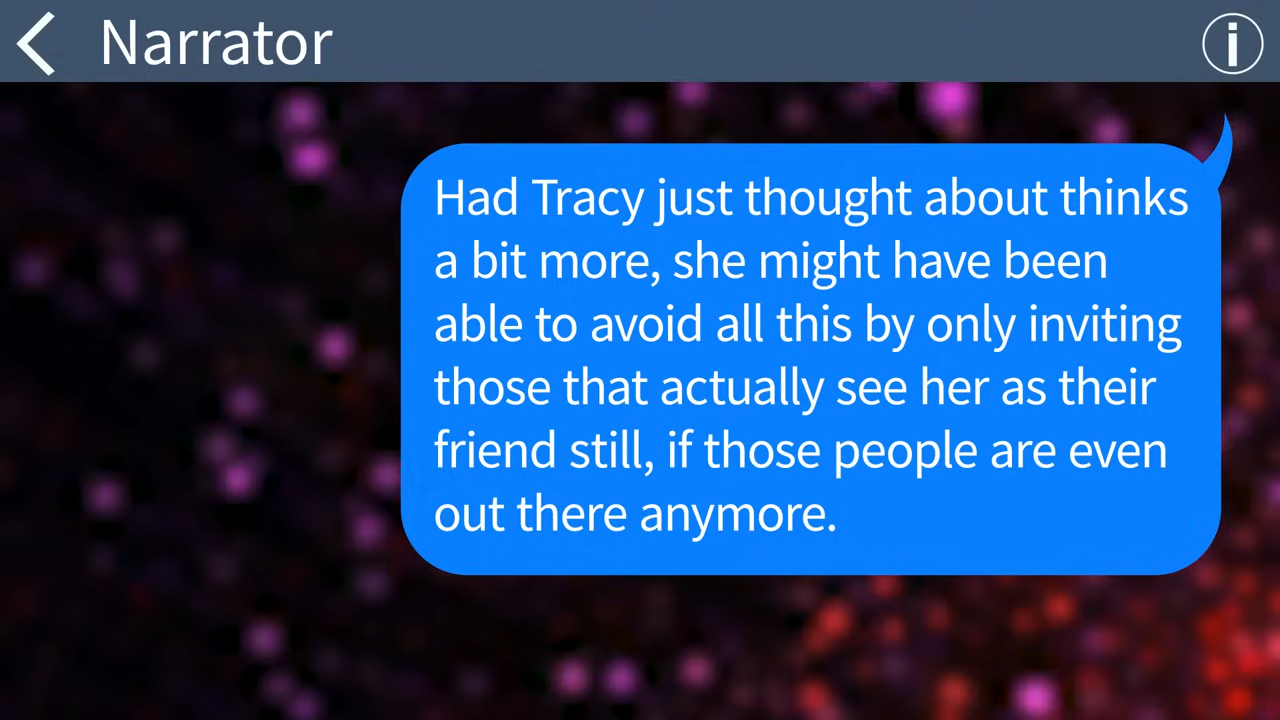 Narrator
Had Tracy just thought about thinks
a bit more, she might have been
able to avoid all this by only inviting
those that actually see her as their
friend still, if those people are even
out there anymore.